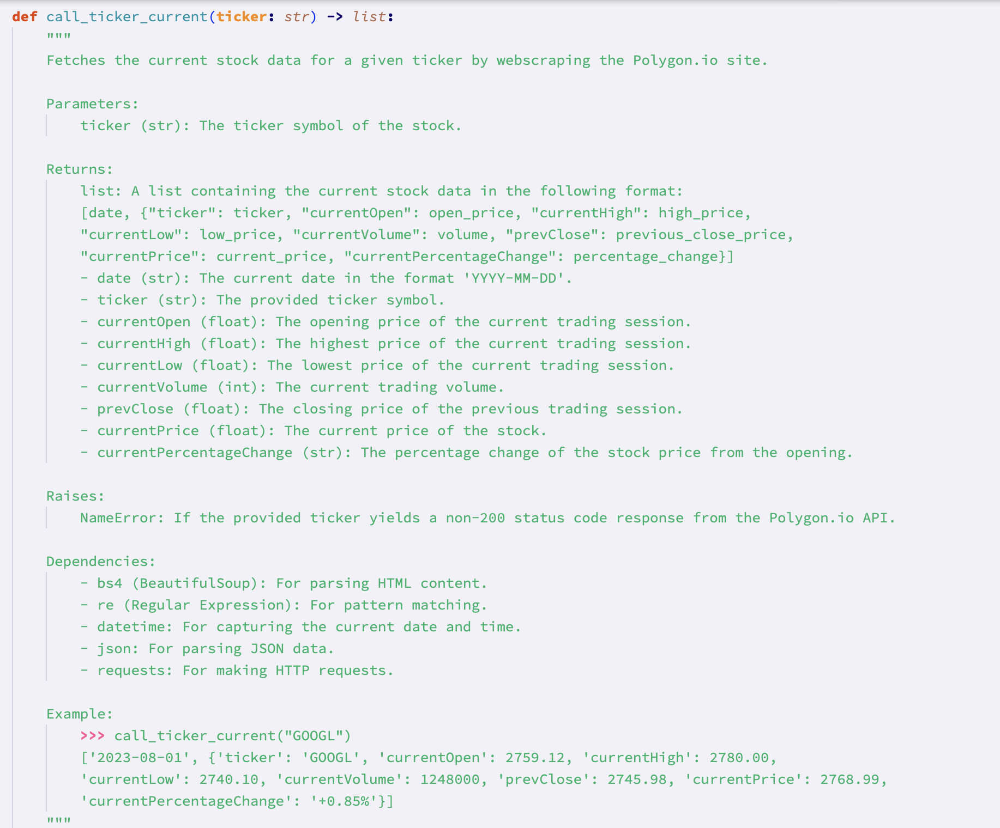 def call_ticker_current(ticker: str) -> list:
"""
Fetches the current stock data for a given ticker by webscraping the Polygon.io site.
Parameters:
ticker (str): The ticker symbol of the stock.
Returns:
list: A list containing the current stock data in the following format:
[date, {"ticker": ticker, "currentOpen": open_price, "currentHigh": high_price,
"currentLow": low_price, "currentVolume": volume, "prevClose": previous_close_price,
"currentPrice": current_price, "currentPercentageChange": percentage_change}]
- date (str): The current date in the format 'YYYY-MM-DD'.
- ticker (str): The provided ticker symbol.
- currentOpen (float): The opening price of the current trading session.
- currentHigh (float): The highest price of the current trading session.
- currentLow (float): The lowest price of the current trading session.
- currentVolume (int): The current trading volume.
- prevClose (float): The closing price of the previous trading session.
- currentPrice (float): The current price of the stock.
- currentPercentageChange (str): The percentage change of the stock price from the opening.
Raises:
NameError: If the provided ticker yields a non-200 status code response from the Polygon.io API.
Dependencies:
- bs4 (BeautifulSoup): For parsing HTML content.
- re (Regular Expression): For pattern matching.
- datetime: For capturing the current date and time.
- json: For parsing JSON data.
- requests: For making HTTP requests.
Example:
>>> call_ticker_current("GOOGL")
['2023-08-01', {'ticker': 'GOOGL', 'currentOpen': 2759.12, 'currentHigh': 2780.00,
'currentLow': 2740.10, 'currentVolume': 1248000, 'prevClose': 2745.98, 'currentPrice': 2768.99,
'currentPercentageChange': '+0.85%'}]
"""